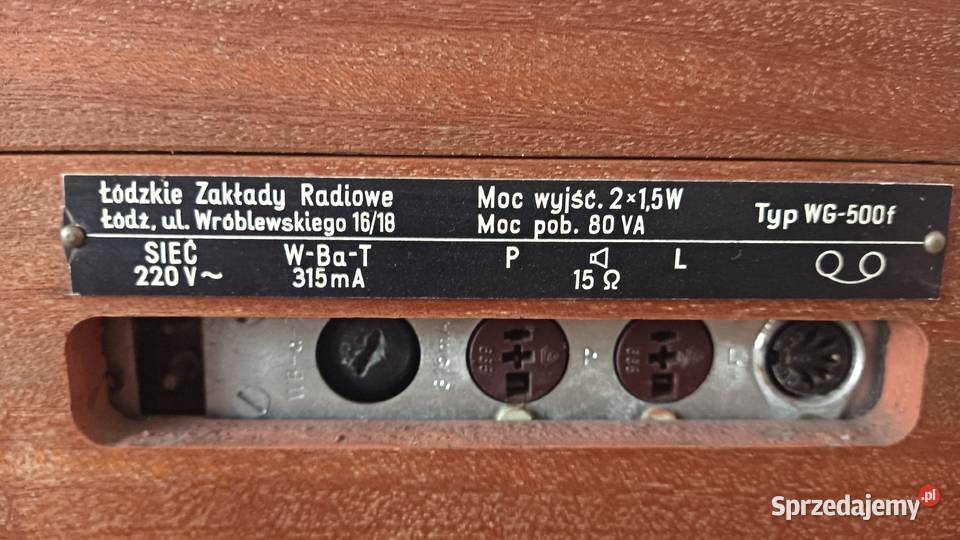 Łódzkie Zakłady Radiowe
Łódź, ul. Wróblewskiego 16/18
Moc wyjść. 2×1,5W
Moc pob. 80 VA
Typ WG-500f
SIEĆ
220V~
W-Ba-T
315mA
P
L
15 Ω
Sprzedajemy.pl